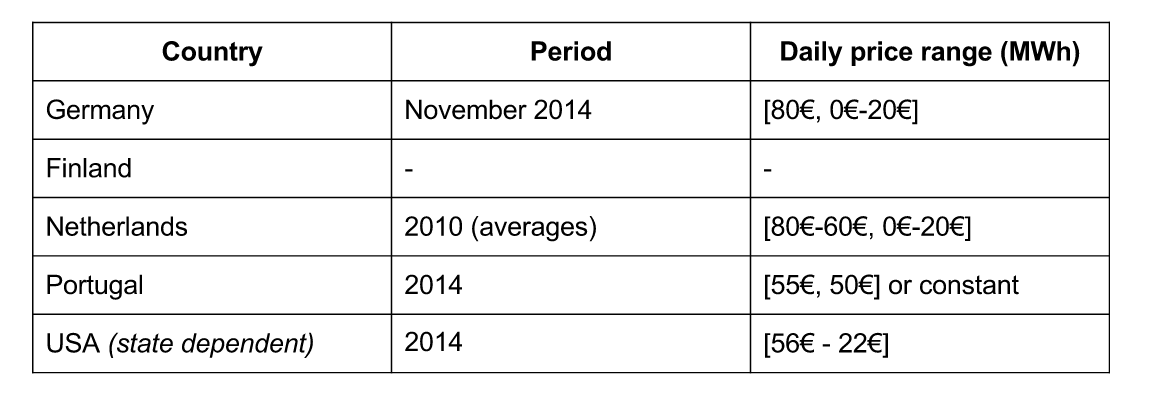 Country Period Daily price range (MWh)
Germany November 2014 [80€, 0€-20€]
Finland - -
Netherlands 2010 (averages) [80€-60€, 0€-20€]
Portugal 2014 [55€, 50€] or constant
USA (state dependent) 2014 [56€ - 22€]